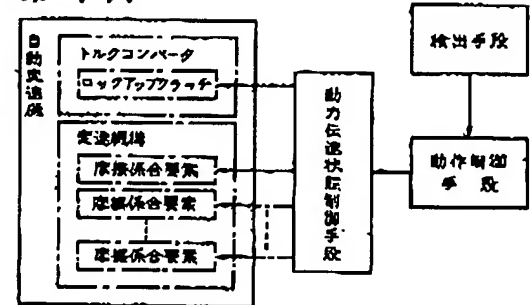 自動変速機
トルクコンバータ
ロックアップクラッチ
変速機構
摩擦係合要素
摩擦係合要素
摩擦係合要素
動力伝達状態制御手段
検出手段
動作制御
手段